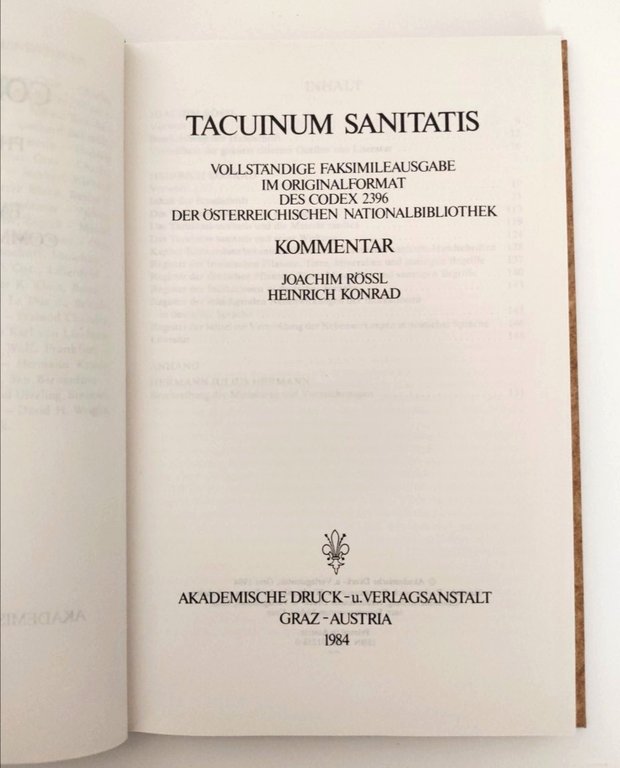 TACUINUM SANITATIS
VOLLSTÄNDIGE FAKSIMILEAUSGABE
IM ORIGINALFORMAT
DES CODEX 2396
DER ÖSTERREICHISCHEN NATIONALBIBLIOTHEK
KOMMENTAR
JOACHIM RÖSSL
HEINRICH KONRAD
AKADEMISCHE DRUCK-u.VERLAGSANSTALT
GRAZ-AUSTRIA
1984